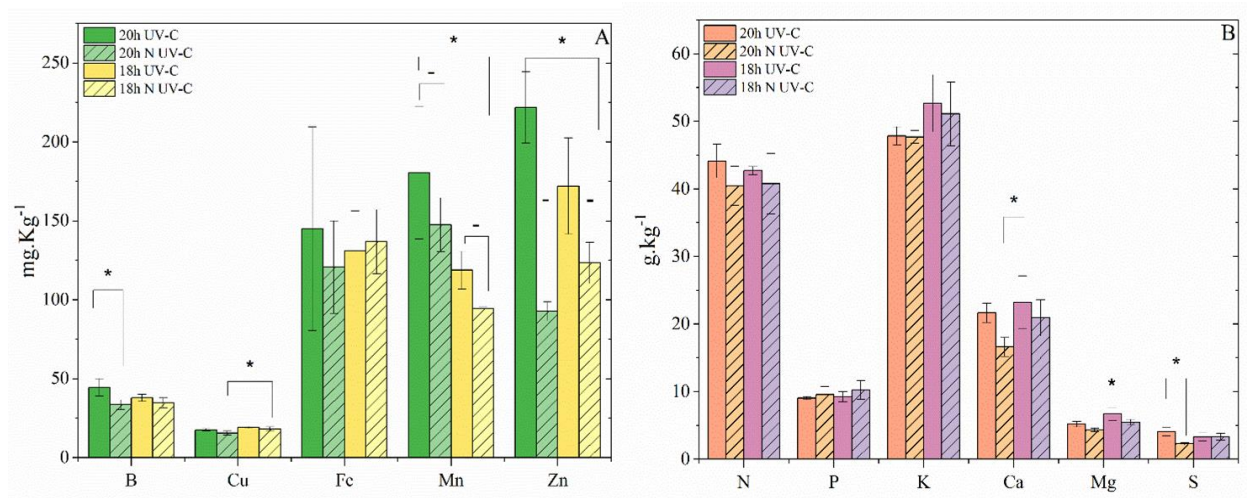 20h UV-C
20h N UV-C
18h UV-C
18h N UV-C
A
*
*
*
*
250
200
150
100
50
0
mg.Kg-1
B Cu Fe Mn Zn
20h UV-C
20h N UV-C
18h UV-C
18h N UV-C
B
*
*
*
60
50
40
30
20
10
0
g.kg-1
N P K Ca Mg S